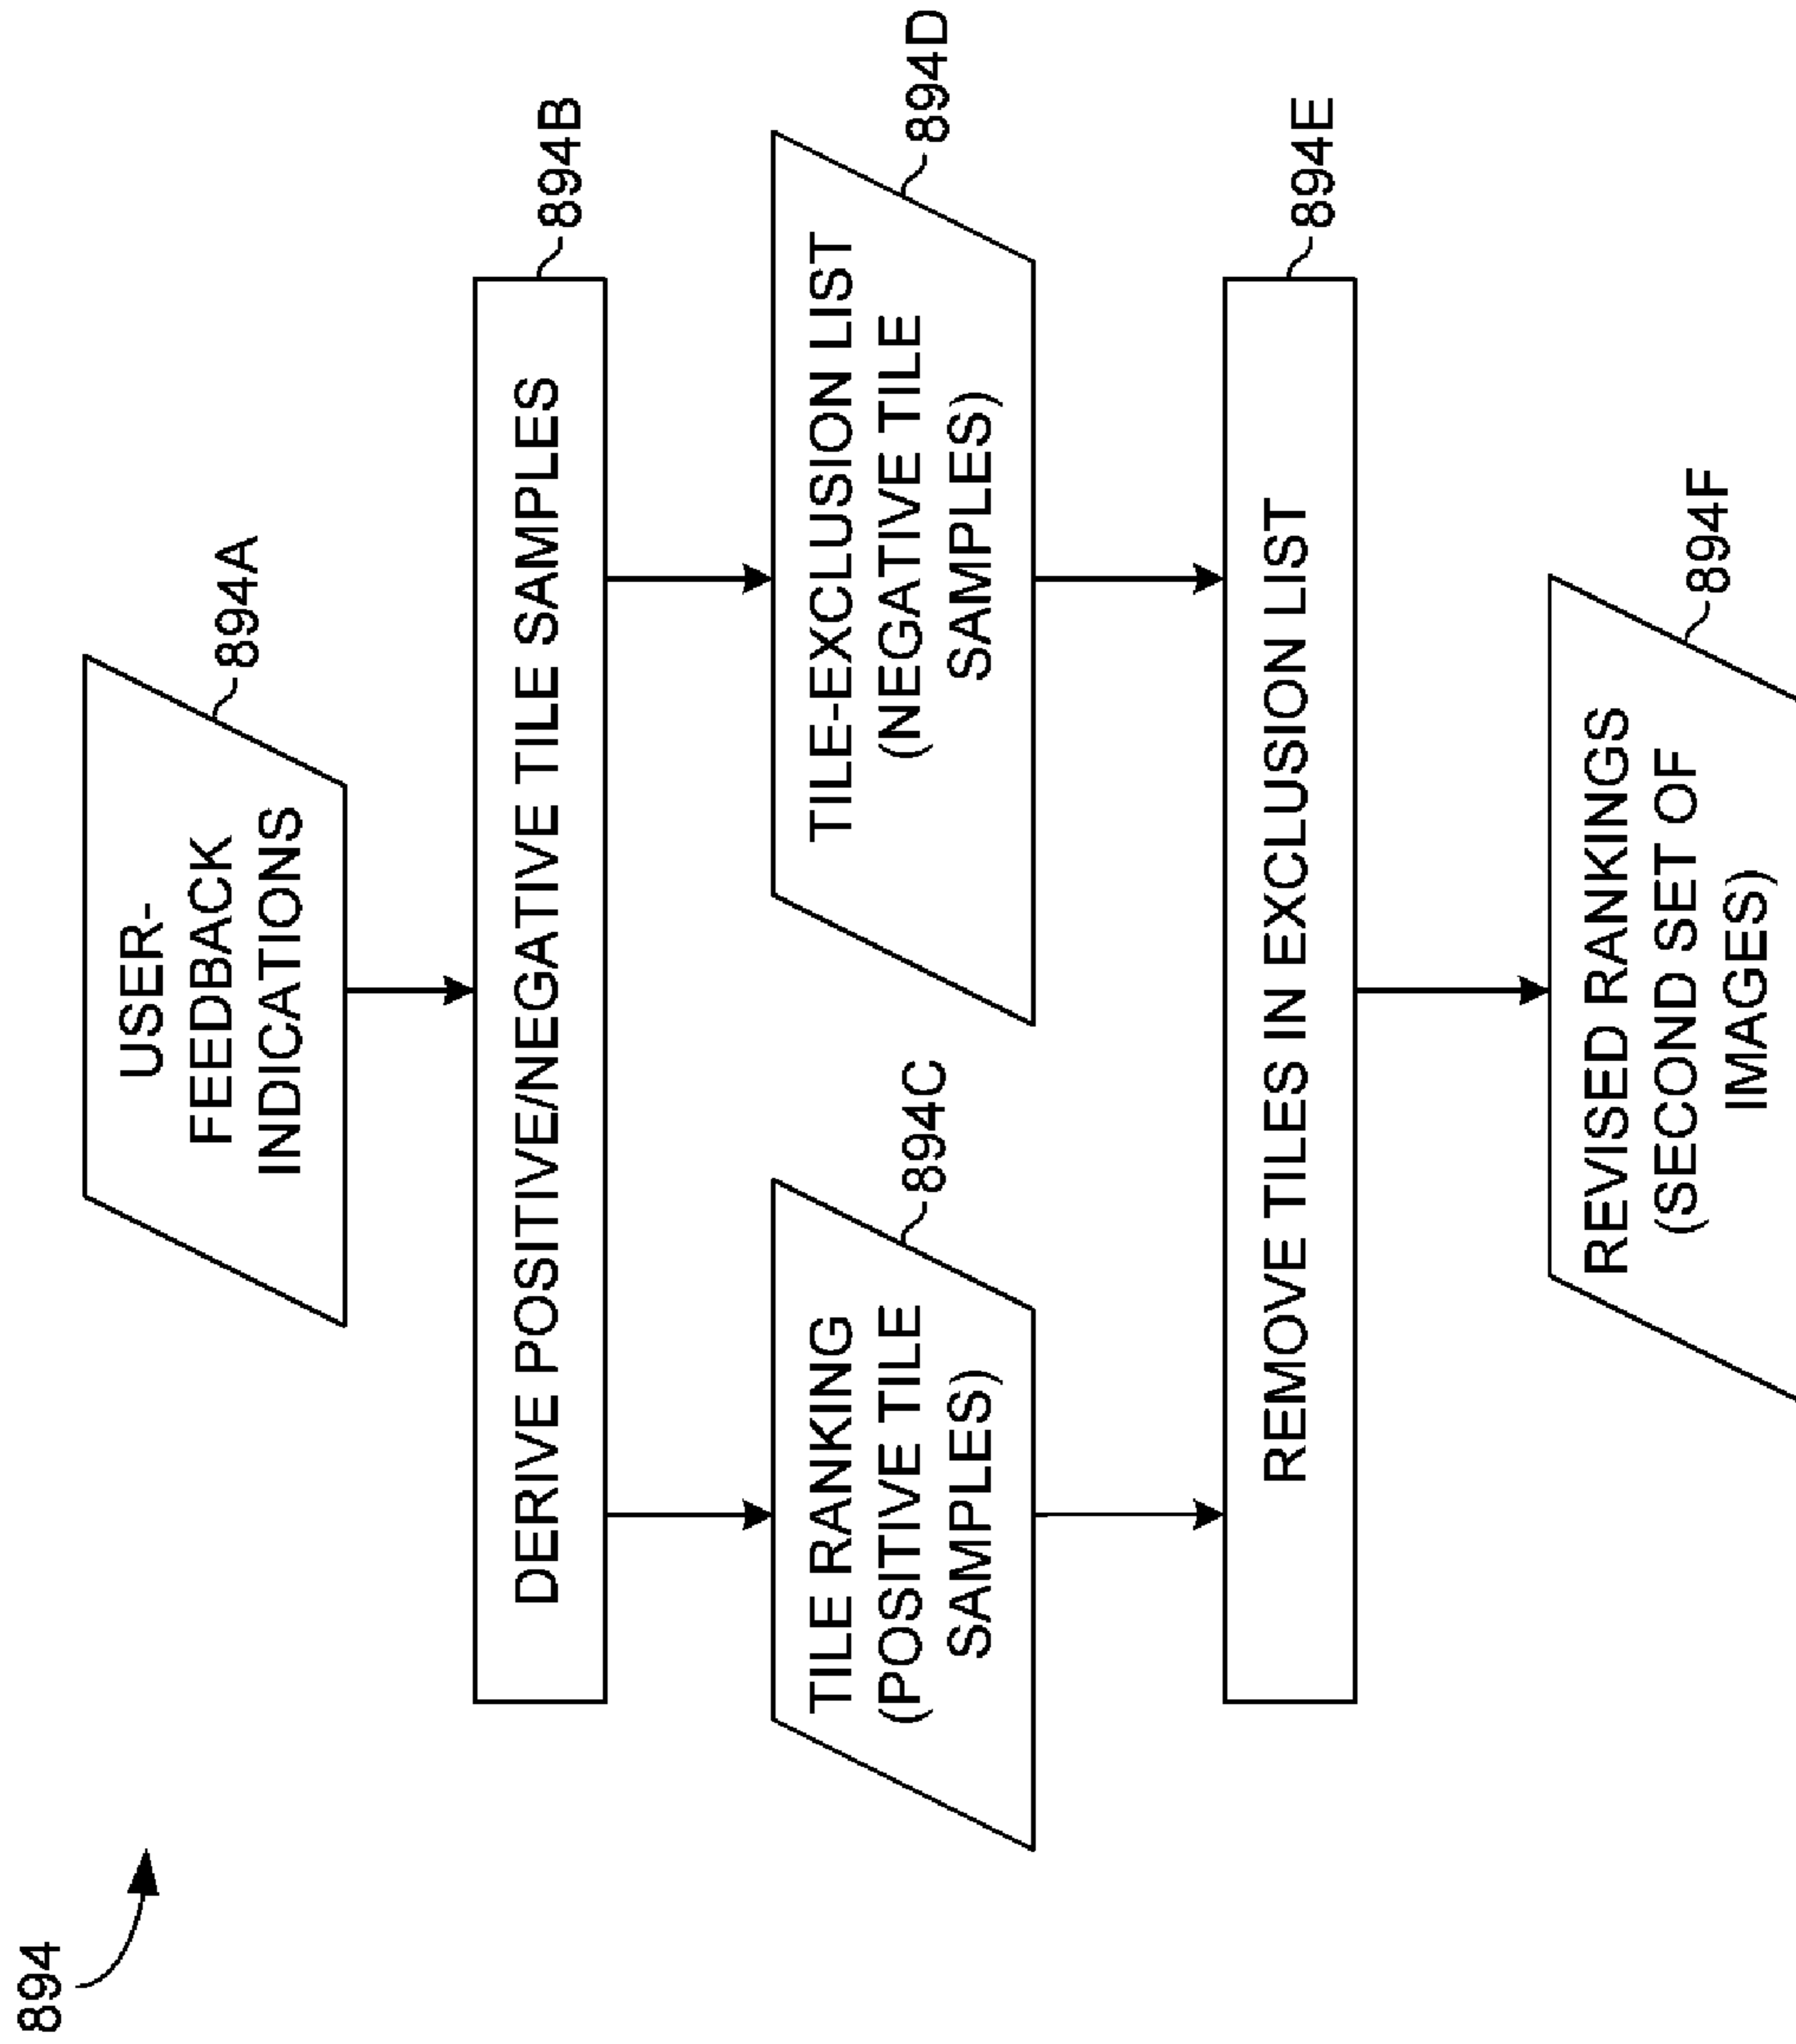 894
USER-
FEEDBACK
INDICATIONS
894A
DERIVE POSITIVE/NEGATIVE TILE SAMPLES
894B
TILE RANKING
(POSITIVE TILE
SAMPLES)
894C
TILE-EXCLUSION LIST
(NEGATIVE TILE
SAMPLES)
894D
REMOVE TILES IN EXCLUSION LIST
894E
REVISED RANKINGS
(SECOND SET OF
IMAGES)
894F